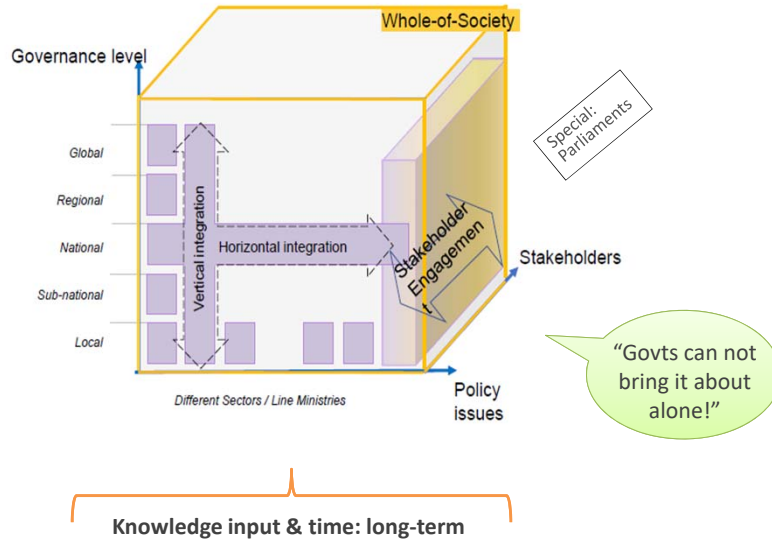 Whole-of-Society
Governance level
Special:
Parliaments
Global
Regional
National
Sub-national
Local
Vertical integration
Horizontal integration
Stakeholder
Engagemen
t
Stakeholders
Policy
issues
Different Sectors / Line Ministries
“Govts can not
bring it about
alone!”
Knowledge input & time: long-term